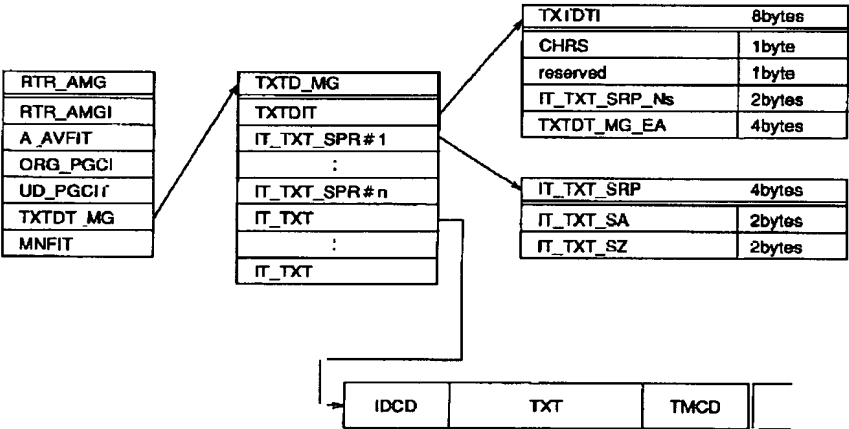 RTR_AMG
RTR_AMGI
A_AVFIT
ORG_PGCI
UD_PGCIT
TXTDT_MG
MNFIT
TXTD_MG
TXTDIT
IT_TXT_SPR#1
:
IT_TXT_SPR#n
IT_TXT
:
IT_TXT
TXTDTI 8bytes
CHRS 1byte
reserved 1byte
IT_TXT_SRP_Ns 2bytes
TXTDT_MG_EA 4bytes
IT_TXT_SRP 4bytes
IT_TXT_SA 2bytes
IT_TXT_SZ 2bytes
IDCD TXT TMCD